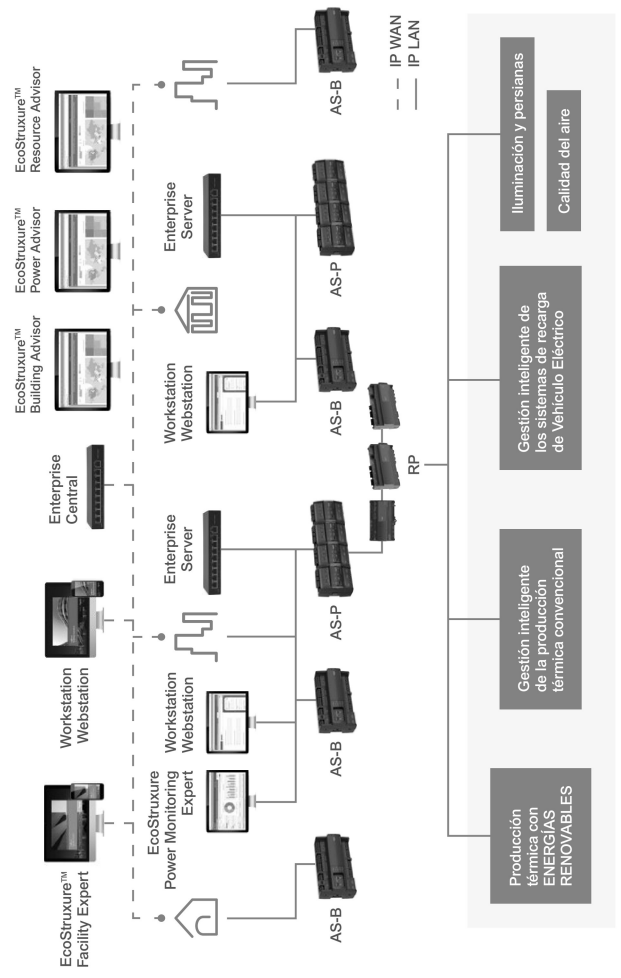 EcoStruxure™
Facility Expert
Workstation
Webstation
Enterprise
Central
EcoStruxure™
Building Advisor
EcoStruxure™
Power Advisor
EcoStruxure™
Resource Advisor
EcoStruxure
Power Monitoring
Expert
Workstation
Webstation
Enterprise
Server
Workstation
Webstation
Enterprise
Server
AS-B
AS-B
AS-P
AS-B
AS-P
AS-B
IP WAN
IP LAN
RP
Producción
térmica con
ENERGÍAS
RENOVABLES
Gestión inteligente
de la producción
térmica convencional
Gestión inteligente de
los sistemas de recarga
de Vehículo Eléctrico
Iluminación y persianas
Calidad del aire